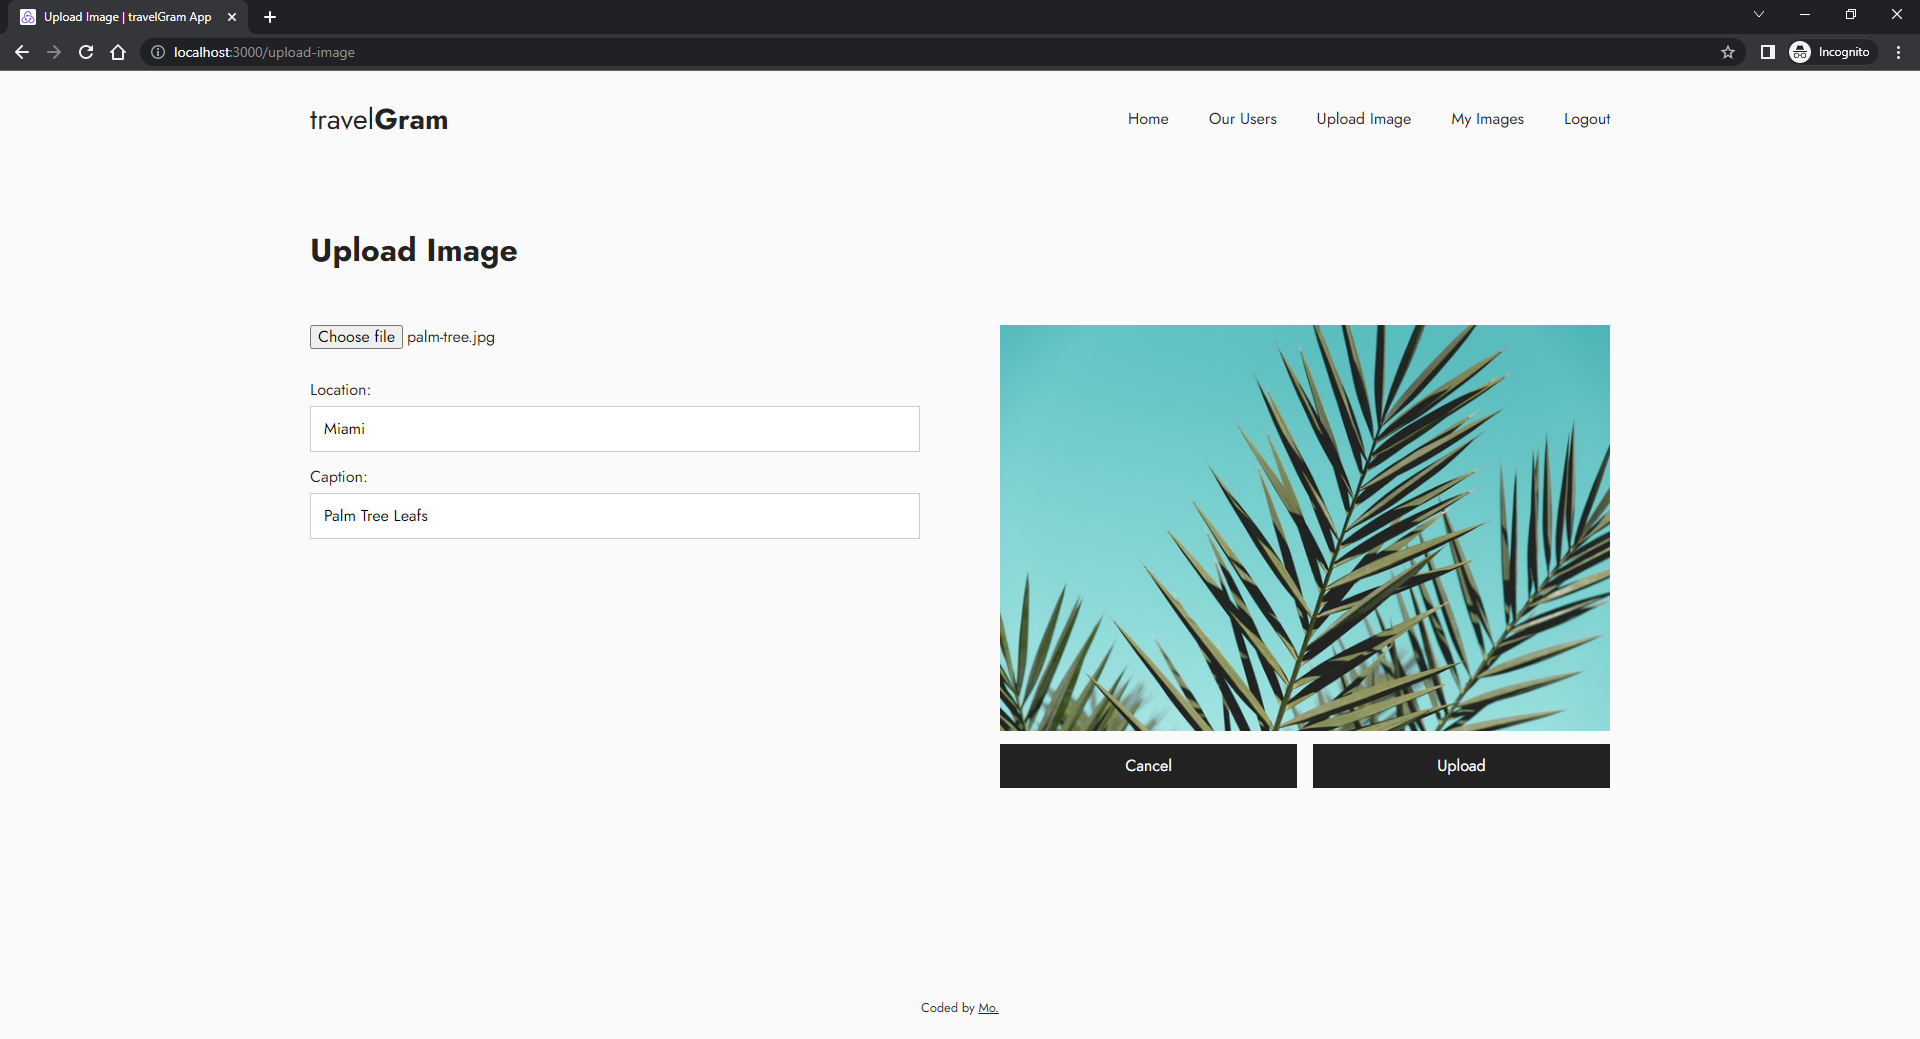 Upload Image | travelGram App
localhost:3000/upload-image
Incognito
travelGram
Home
Our Users
Upload Image
My Images
Logout
Upload Image
Choose file palm-tree.jpg
Location:
Miami
Caption:
Palm Tree Leafs
Cancel
Upload
Coded by Mo.